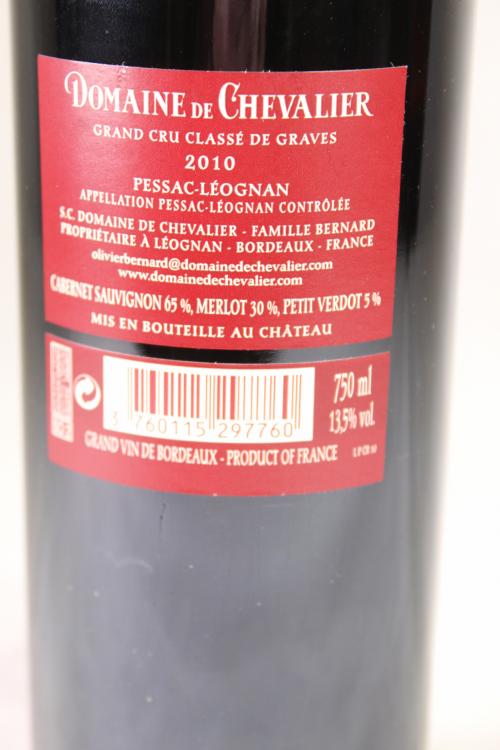 DOMAINE DE CHEVALIER
GRAND CRU CLASSÉ DE GRAVES
2010
PESSAC-LÉOGNAN
APPELLATION PESSAC-LÉOGNAN CONTRÔLÉE
S.C. DOMAINE DE CHEVALIER - FAMILLE BERNARD
PROPRIÉTAIRE À LÉOGNAN - BORDEAUX - FRANCE
olivierbernard@domainedechevalier.com
www.domainedechevalier.com
CABERNET SAUVIGNON 65 %, MERLOT 30 %, PETIT VERDOT 5 %
MIS EN BOUTEILLE AU CHÂTEAU
750 ml
13,5% vol.
3 760115 297760
GRAND VIN DE BORDEAUX - PRODUCT OF FRANCE